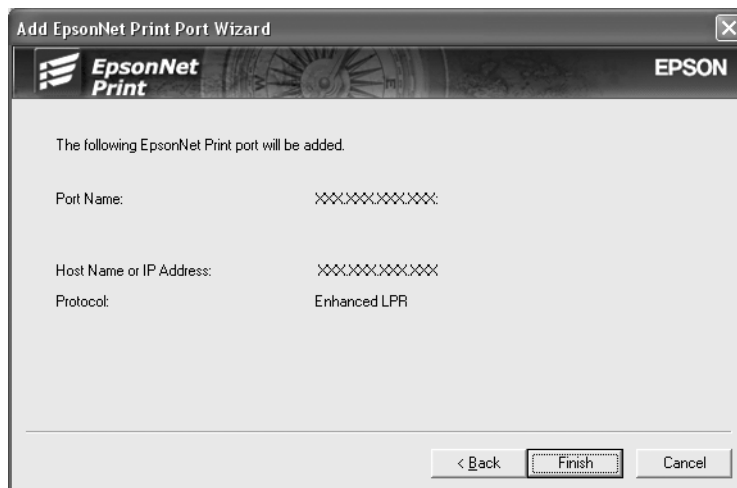 Add EpsonNet Print Port Wizard
EpsonNet
Print
EPSON
The following EpsonNet Print port will be added.
Port Name: XXX.XXX.XXX.XXX:
Host Name or IP Address: XXX.XXX.XXX.XXX
Protocol: Enhanced LPR
< Back Finish Cancel